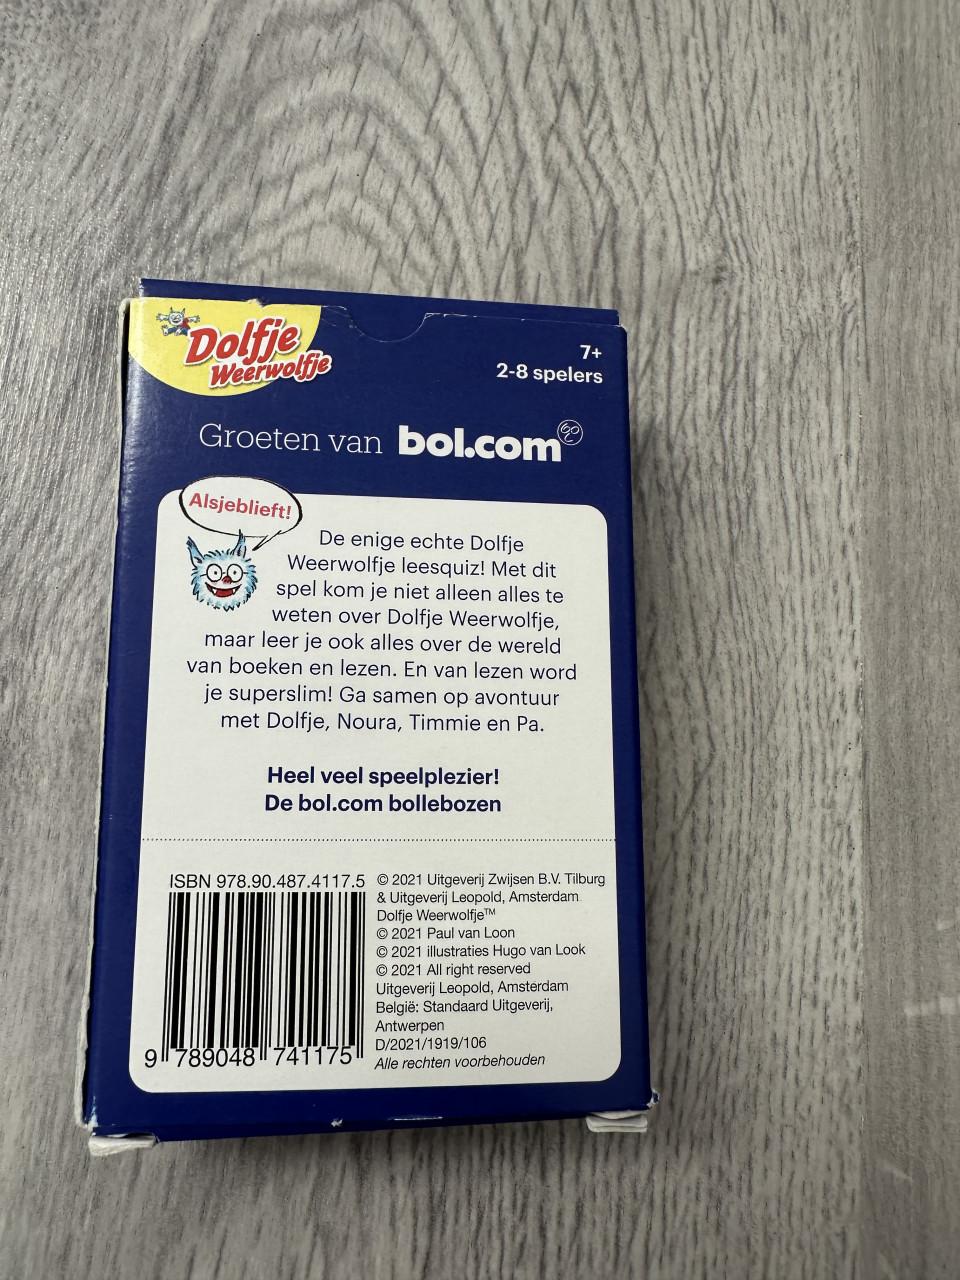 Dolfje
Weerwolfje
7+
2-8 spelers
Groeten van bol.com
Alsjeblieft!
De enige echte Dolfje
Weerwolfje leesquiz! Met dit
spel kom je niet alleen alles te
weten over Dolfje Weerwolfje,
maar leer je ook alles over de wereld
van boeken en lezen. En van lezen word
je superslim! Ga samen op avontuur
met Dolfje, Noura, Timmie en Pa.
Heel veel speelplezier!
De bol.com bollebozen
ISBN 978.90.487.4117.5
9 789048 741175
© 2021 Uitgeverij Zwijsen B.V. Tilburg
& Uitgeverij Leopold, Amsterdam
Dolfje Weerwolfje™
© 2021 Paul van Loon
© 2021 illustraties Hugo van Look
© 2021 All right reserved
Uitgeverij Leopold, Amsterdam
België: Standaard Uitgeverij,
Antwerpen
D/2021/1919/106
Alle rechten voorbehouden